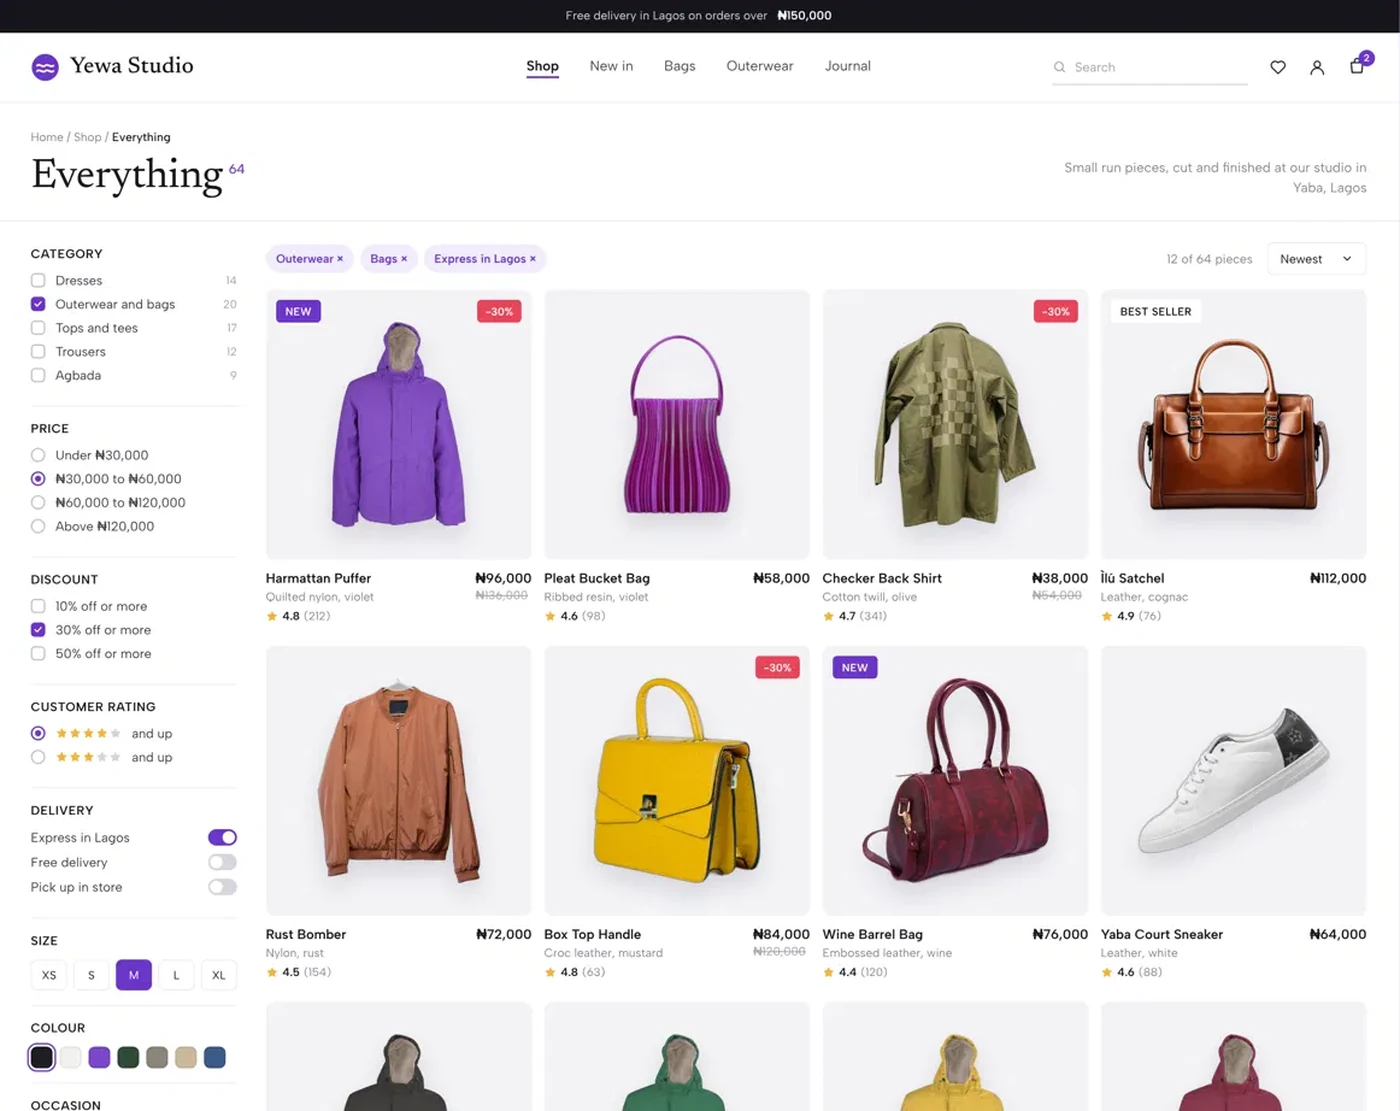 Free delivery in Lagos on orders over ₦150,000
Yewa Studio
Shop
New in
Bags
Outerwear
Journal
Search
2
Home / Shop / Everything
Everything 64
Small run pieces, cut and finished at our studio in
Yaba, Lagos
CATEGORY
Dresses 14
Outerwear and bags 20
Tops and tees 17
Trousers 12
Agbada 9
PRICE
Under ₦30,000
₦30,000 to ₦60,000
₦60,000 to ₦120,000
Above ₦120,000
DISCOUNT
10% off or more
30% off or more
50% off or more
CUSTOMER RATING
and up
and up
DELIVERY
Express in Lagos
Free delivery
Pick up in store
SIZE
XS
S
M
L
XL
COLOUR
OCCASION
Outerwear ×
Bags ×
Express in Lagos ×
12 of 64 pieces
Newest
NEW
-30%
Harmattan Puffer ₦96,000
Quilted nylon, violet ₦136,000
4.8 (212)
Pleat Bucket Bag ₦58,000
Ribbed resin, violet
4.6 (98)
-30%
Checker Back Shirt ₦38,000
Cotton twill, olive ₦54,000
4.7 (341)
BEST SELLER
Ìlú Satchel ₦112,000
Leather, cognac
4.9 (76)
Rust Bomber ₦72,000
Nylon, rust
4.5 (154)
-30%
Box Top Handle ₦84,000
Croc leather, mustard ₦120,000
4.8 (63)
NEW
Wine Barrel Bag ₦76,000
Embossed leather, wine
4.4 (120)
Yaba Court Sneaker ₦64,000
Leather, white
4.6 (88)